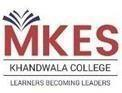 MKES
KHANDWALA COLLEGE
LEARNERS BECOMING LEADERS